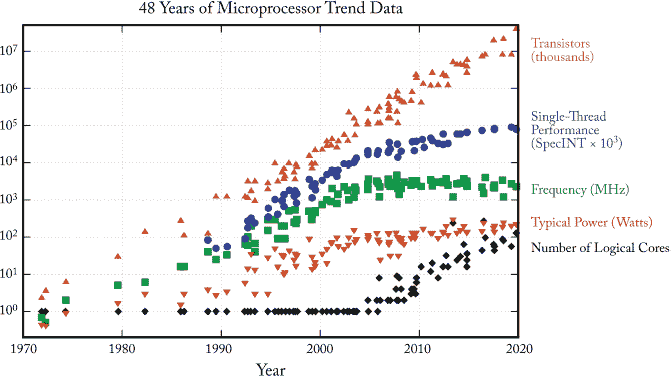 48 Years of Microprocessor Trend Data
10⁷
10⁶
10⁵
10⁴
10³
10²
10¹
10⁰
Transistors
(thousands)
Single-Thread
Performance
(SpecINT × 10³)
Frequency (MHz)
Typical Power (Watts)
Number of Logical Cores
1970
1980
1990
2000
2010
2020
Year